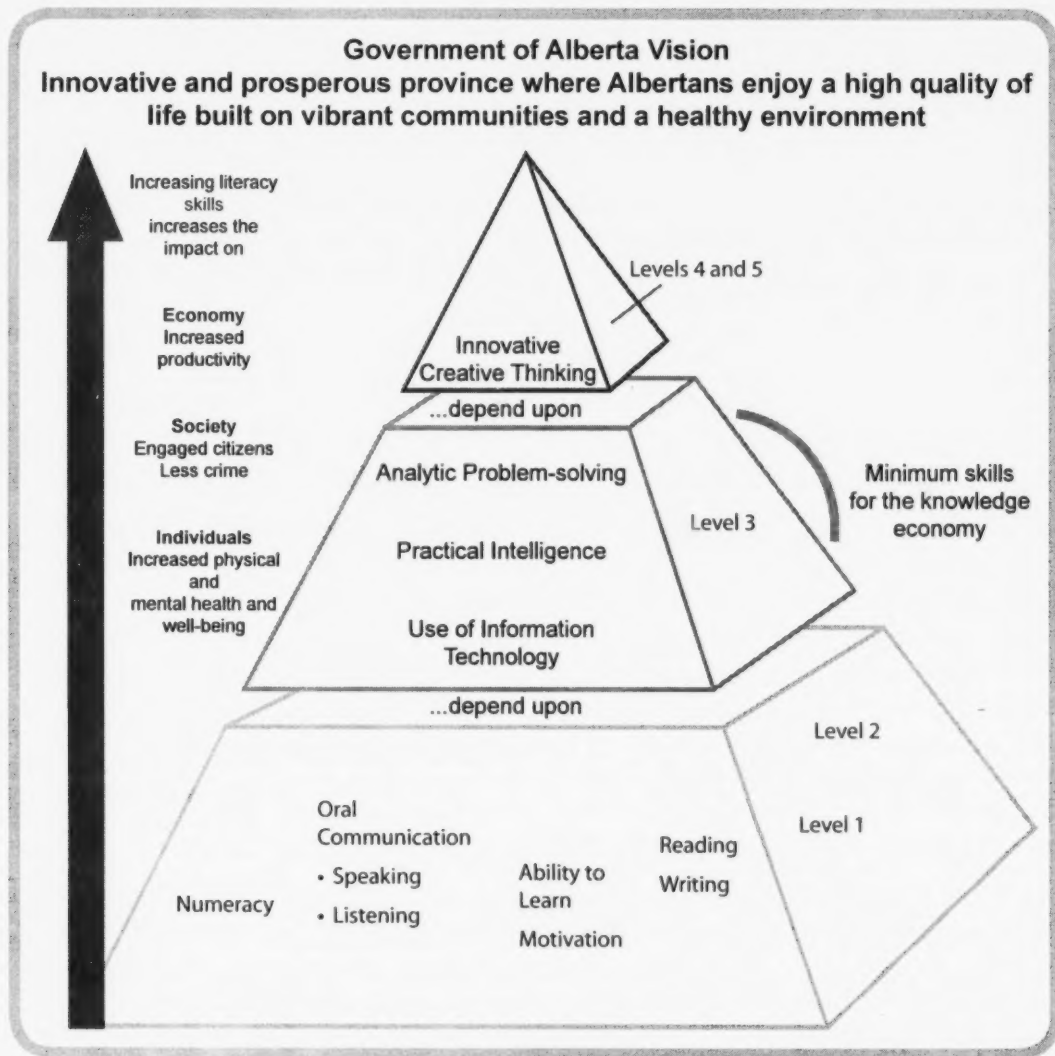 Government of Alberta Vision
Innovative and prosperous province where Albertans enjoy a high quality of
life built on vibrant communities and a healthy environment
Increasing literacy
skills
increases the
impact on
Economy
Increased
productivity
Society
Engaged citizens
Less crime
Individuals
Increased physical
and
mental health and
well-being
Levels 4 and 5
Innovative
Creative Thinking
...depend upon
Analytic Problem-solving
Practical Intelligence
Use of Information
Technology
Level 3
Minimum skills
for the knowledge
economy
...depend upon
Level 2
Level 1
Numeracy
Oral
Communication
• Speaking
• Listening
Ability to
Learn
Motivation
Reading
Writing